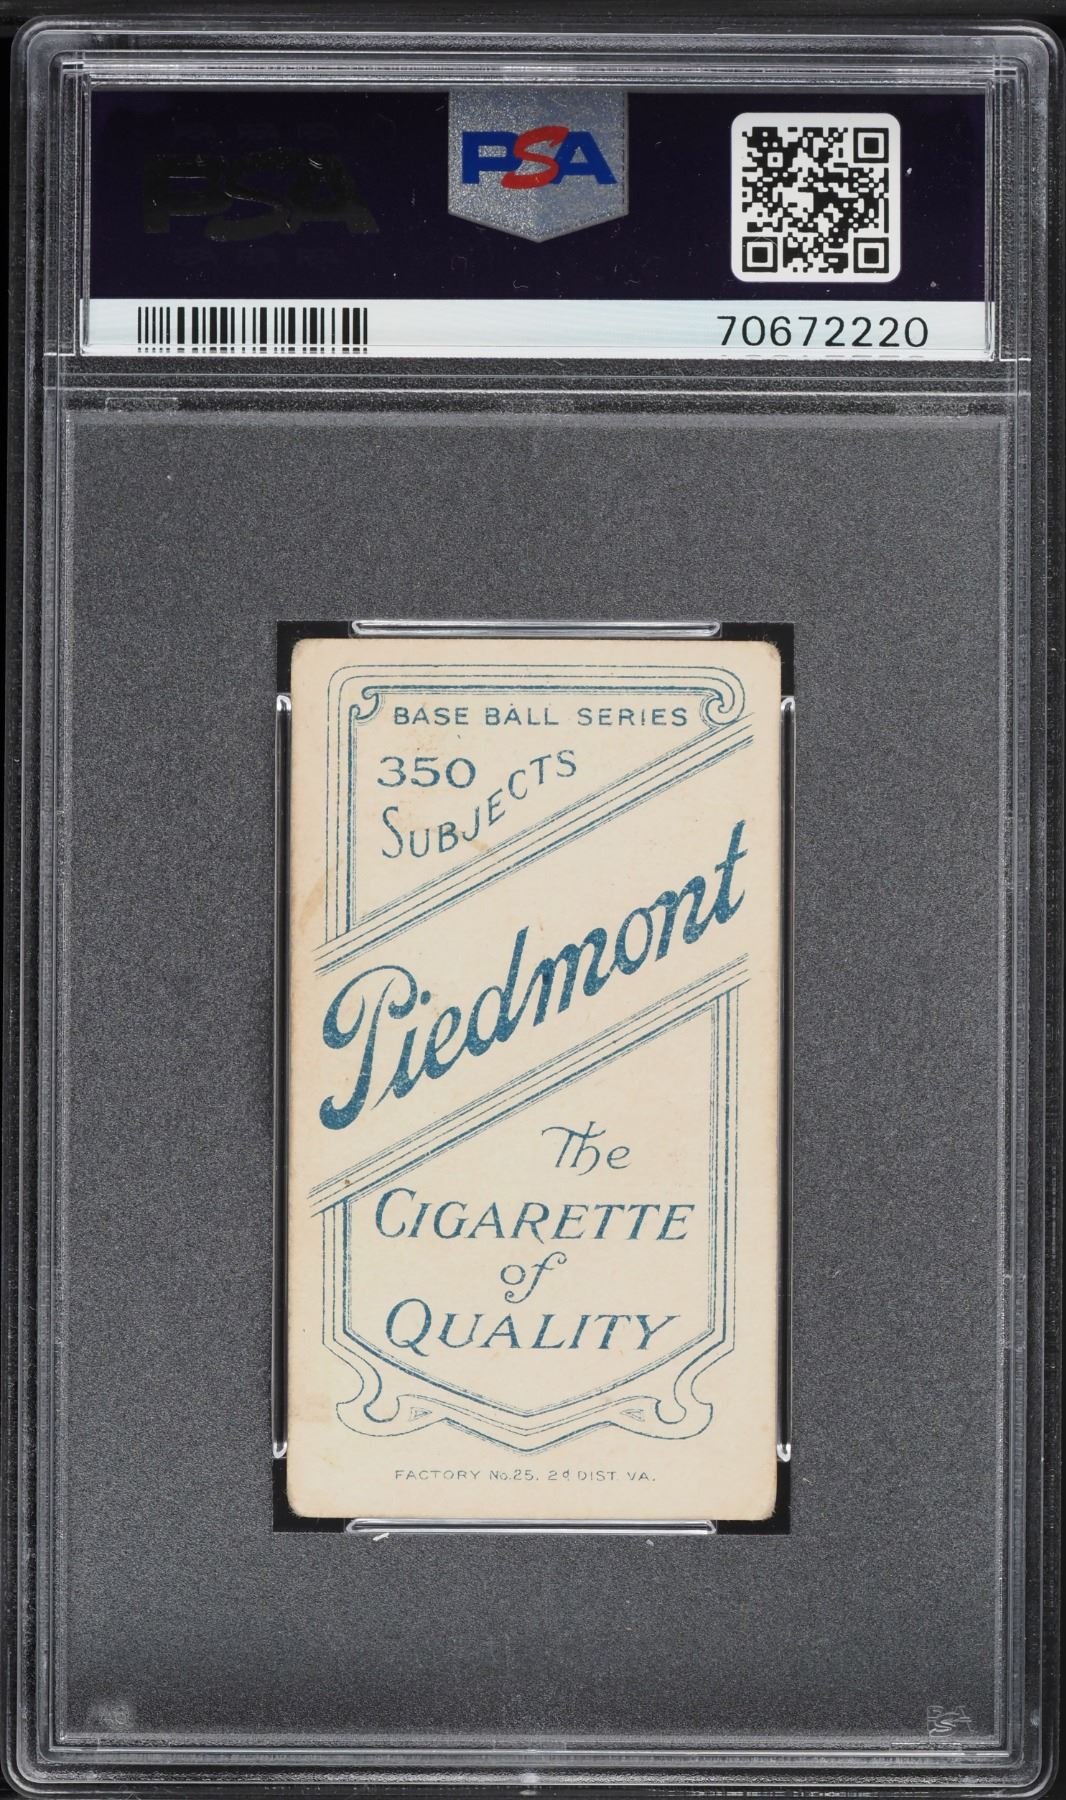 PSA
PSA
70672220
BASE BALL SERIES
350
SUBJECTS
Piedmont
The
CIGARETTE
of
QUALITY
FACTORY No. 25. 2d DIST. VA.
PSA